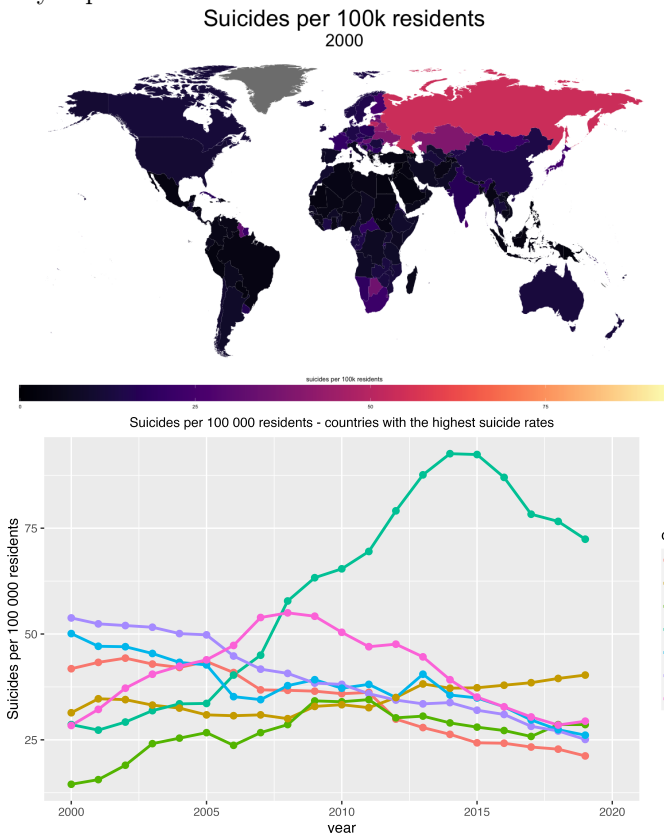 Suicides per 100k residents
2000
suicides per 100k residents
0 25 50 75
Suicides per 100 000 residents - countries with the highest suicide rates
Suicides per 100 000 residents
75
50
25
2000 2005 2010 2015 2020
year